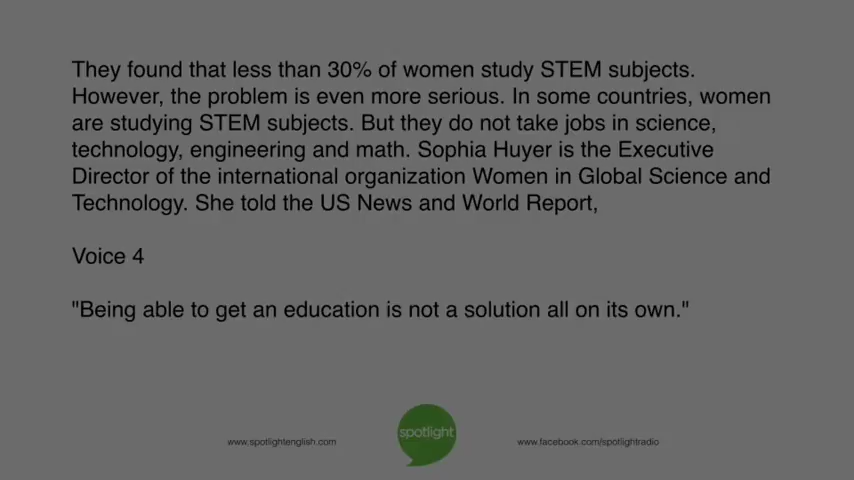 They found that less than 30% of women study STEM subjects.
However, the problem is even more serious. In some countries, women
are studying STEM subjects. But they do not take jobs in science,
technology, engineering and math. Sophia Huyer is the Executive
Director of the international organization Women in Global Science and
Technology. She told the US News and World Report,
Voice 4
"Being able to get an education is not a solution all on its own."
www.spotlightenglish.com
spotlight
www.facebook.com/spotlightradio